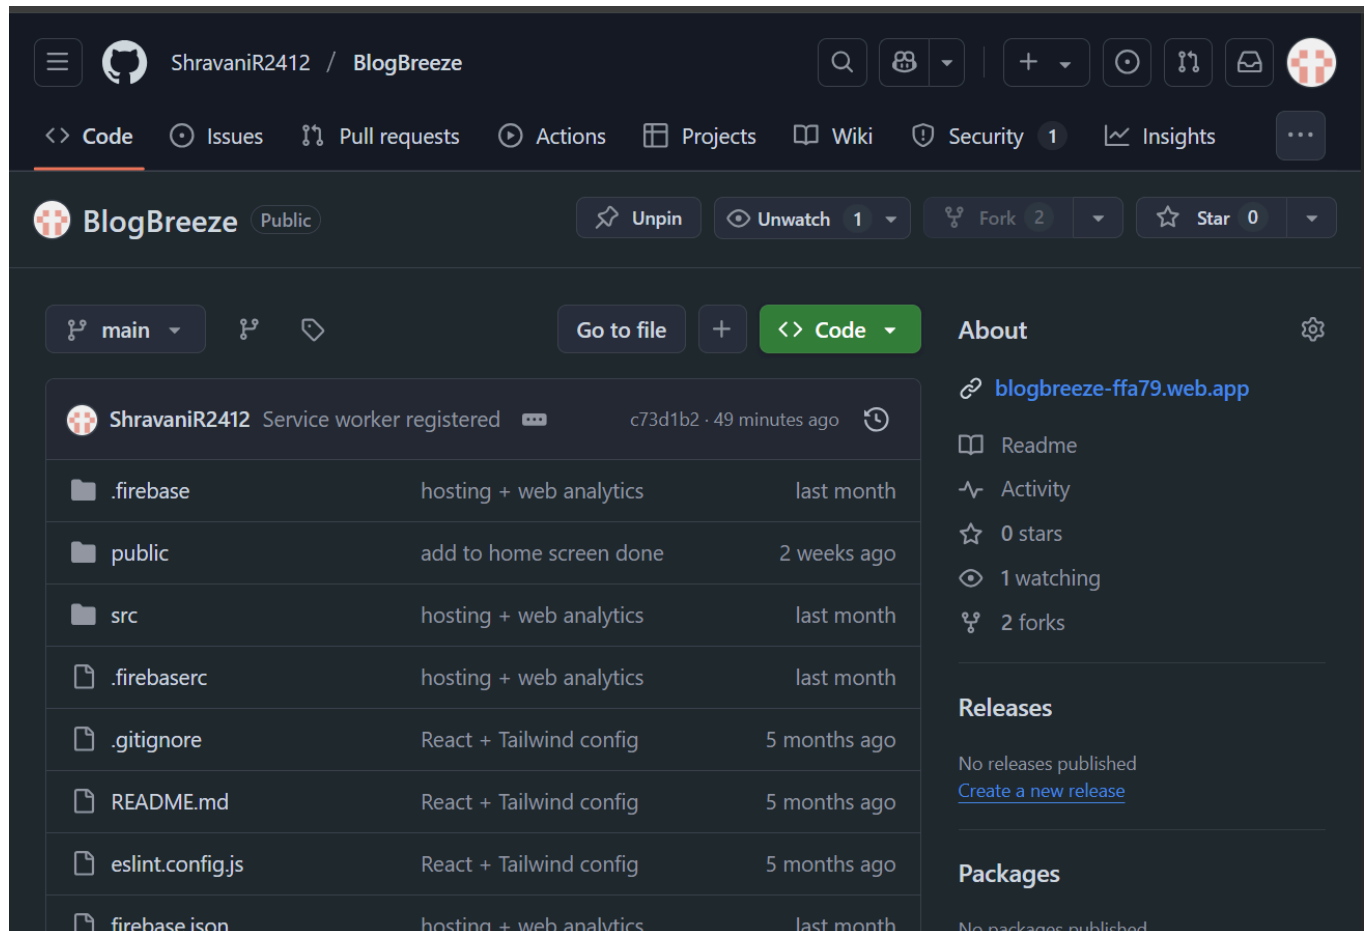 ShravaniR2412 / BlogBreeze
Code Issues Pull requests Actions Projects Wiki Security 1 Insights
BlogBreeze Public Unpin Unwatch 1 Fork 2 Star 0
main Go to file Code
ShravaniR2412 Service worker registered c73d1b2 · 49 minutes ago
.firebase hosting + web analytics last month
public add to home screen done 2 weeks ago
src hosting + web analytics last month
.firebaserc hosting + web analytics last month
.gitignore React + Tailwind config 5 months ago
README.md React + Tailwind config 5 months ago
eslint.config.js React + Tailwind config 5 months ago
firebase.json hosting + web analytics last month
About
blogbreeze-ffa79.web.app
Readme
Activity
0 stars
1 watching
2 forks
Releases
No releases published
Create a new release
Packages
No packages published